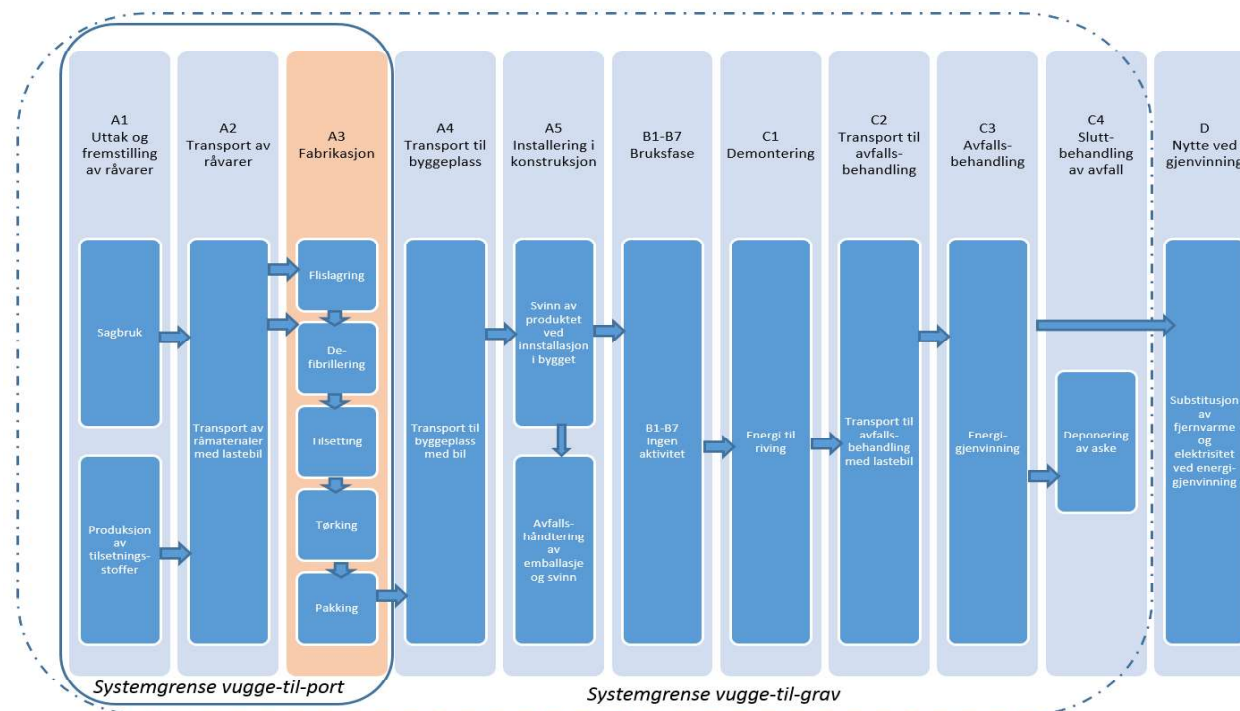 A1
Uttak og
fremstilling
av råvarer
A2
Transport av
råvarer
A3
Fabrikasjon
A4
Transport til
byggeplass
A5
Installering i
konstruksjon
B1-B7
Bruksfase
C1
Demontering
C2
Transport til
avfalls-
behandling
C3
Avfalls-
behandling
C4
Slutt-
behandling
av avfall
D
Nytte ved
gjenvinning
Sagbruk
Produksjon
av
tilsetnings-
stoffer
Transport av
råmaterialer
med lastebil
Flislagring
De-
fibrillering
Tilsetting
Tørking
Pakking
Transport til
byggeplass
med bil
Svinn av
produktet
ved
innstallasjon
i bygget
Avfalls-
håndtering
av
emballasje
og svinn
B1-B7
Ingen
aktivitet
Energi til
riving
Transport til
avfalls-
behandling
med lastebil
Energi-
gjenvinning
Deponering
av aske
Substitusjon
av
fjernvarme
og
elektrisitet
ved energi-
gjenvinning
Systemgrense vugge-til-port
Systemgrense vugge-til-grav